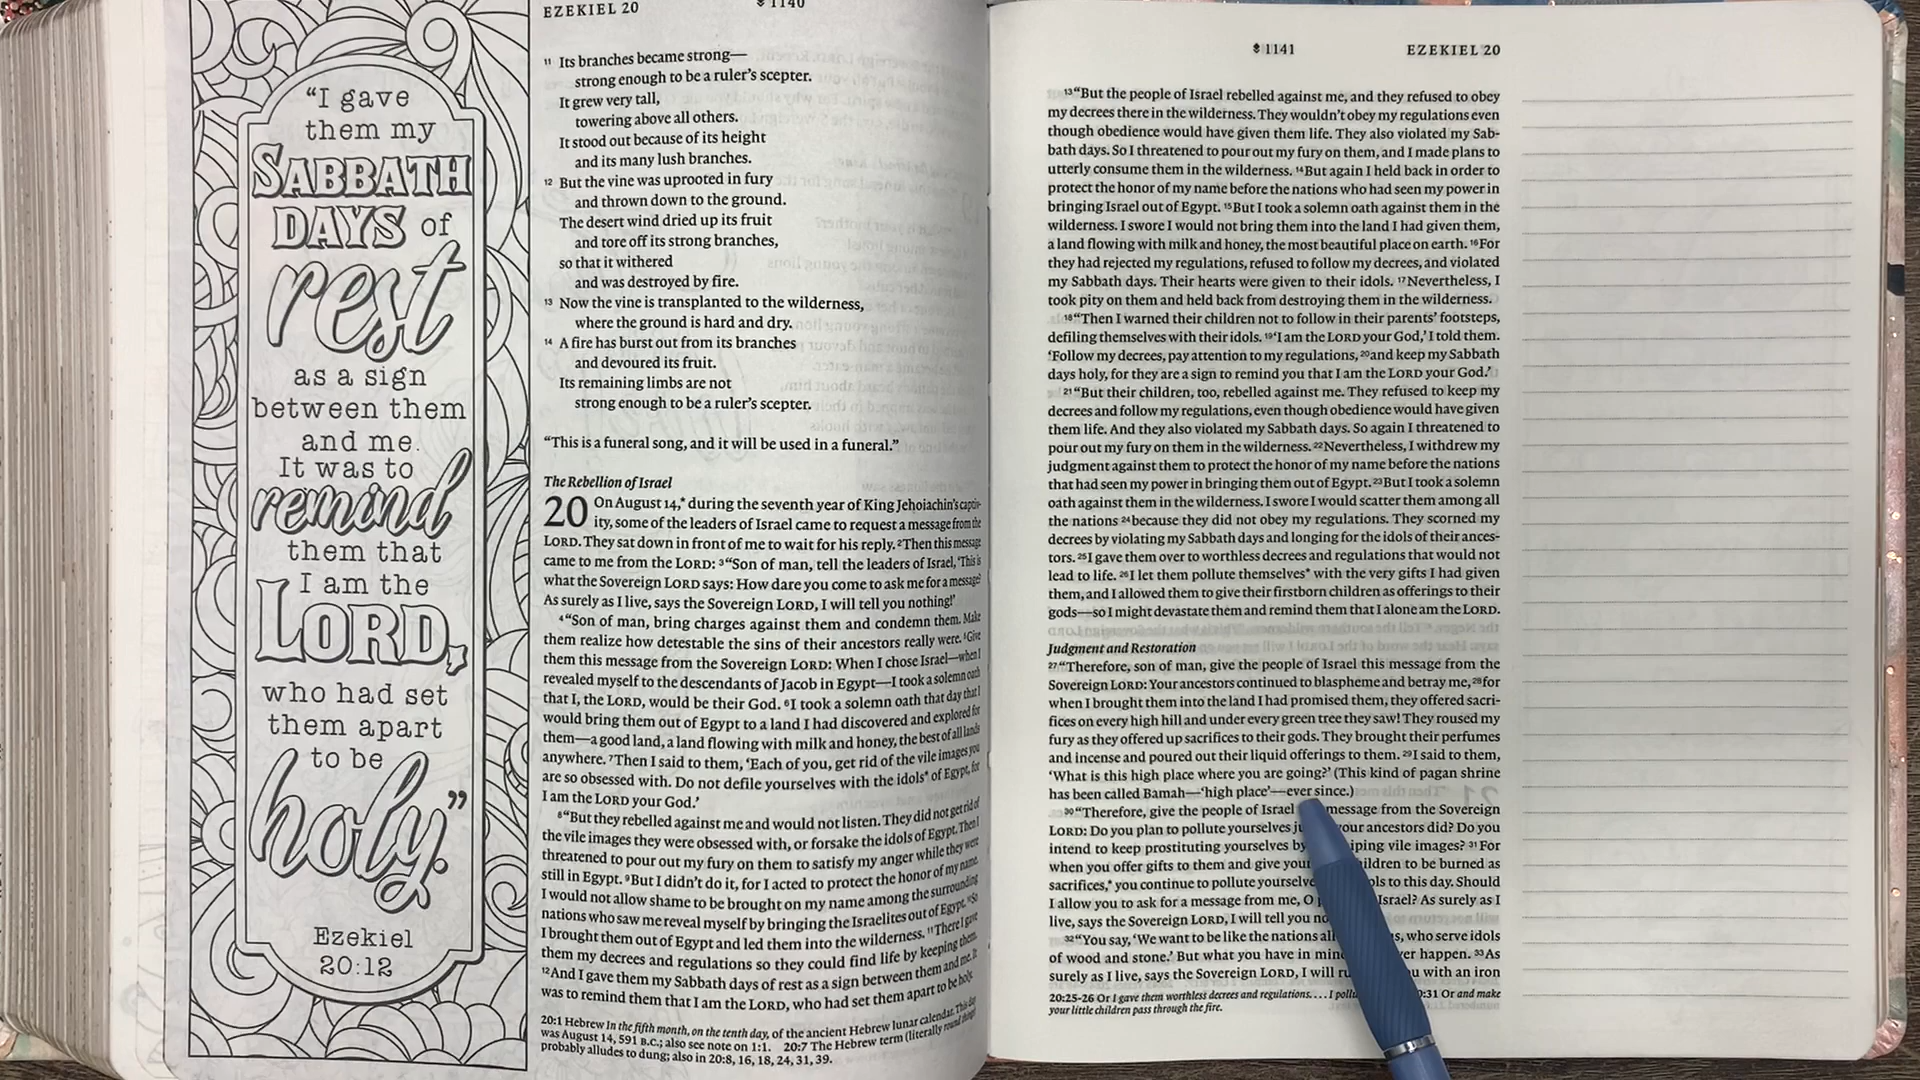 “I gave
them my
SABBATH
DAYS of
rest
as a sign
between them
and me.
It was to
remind
them that
I am the
LORD,
who had set
them apart
to be
holy.”
Ezekiel
20:12
EZEKIEL 20 1140
11 Its branches became strong—
strong enough to be a ruler’s scepter.
It grew very tall,
towering above all others.
It stood out because of its height
and its many lush branches.
12 But the vine was uprooted in fury
and thrown down to the ground.
The desert wind dried up its fruit
and tore off its strong branches,
so that it withered
and was destroyed by fire.
13 Now the vine is transplanted to the wilderness,
where the ground is hard and dry.
14 A fire has burst out from its branches
and devoured its fruit.
Its remaining limbs are not
strong enough to be a ruler’s scepter.
“This is a funeral song, and it will be used in a funeral.”
The Rebellion of Israel
20 On August 14,* during the seventh year of King Jehoiachin’s captiv-
ity, some of the leaders of Israel came to request a message from the
LORD. They sat down in front of me to wait for his reply. 2Then this message
came to me from the LORD: 3“Son of man, tell the leaders of Israel, ‘This is
what the Sovereign LORD says: How dare you come to ask me for a message?
As surely as I live, says the Sovereign LORD, I will tell you nothing!’
4“Son of man, bring charges against them and condemn them. Make
them realize how detestable the sins of their ancestors really were. 5Give
them this message from the Sovereign LORD: When I chose Israel—when I
revealed myself to the descendants of Jacob in Egypt—I took a solemn oath
that I, the LORD, would be their God. 6I took a solemn oath that day that I
would bring them out of Egypt to a land I had discovered and explored for
them—a good land, a land flowing with milk and honey, the best of all lands
anywhere. 7Then I said to them, ‘Each of you, get rid of the vile images you
are so obsessed with. Do not defile yourselves with the idols* of Egypt, for
I am the LORD your God.’
8“But they rebelled against me and would not listen. They did not get rid of
the vile images they were obsessed with, or forsake the idols of Egypt. Then I
threatened to pour out my fury on them to satisfy my anger while they were
still in Egypt. 9But I didn’t do it, for I acted to protect the honor of my name.
I would not allow shame to be brought on my name among the surrounding
nations who saw me reveal myself by bringing the Israelites out of Egypt. 10So
I brought them out of Egypt and led them into the wilderness. 11There I gave
them my decrees and regulations so they could find life by keeping them.
12And I gave them my Sabbath days of rest as a sign between them and me. It
was to remind them that I am the LORD, who had set them apart to be holy.
20:1 Hebrew In the fifth month, on the tenth day, of the ancient Hebrew lunar calendar. This day
was August 14, 591 B.C.; also see note on 1:1. 20:7 The Hebrew term (literally round things)
probably alludes to dung; also in 20:8, 16, 18, 24, 31, 39.
1141 EZEKIEL 20
13“But the people of Israel rebelled against me, and they refused to obey
my decrees there in the wilderness. They wouldn’t obey my regulations even
though obedience would have given them life. They also violated my Sab-
bath days. So I threatened to pour out my fury on them, and I made plans to
utterly consume them in the wilderness. 14But again I held back in order to
protect the honor of my name before the nations who had seen my power in
bringing Israel out of Egypt. 15But I took a solemn oath against them in the
wilderness. I swore I would not bring them into the land I had given them,
a land flowing with milk and honey, the most beautiful place on earth. 16For
they had rejected my regulations, refused to follow my decrees, and violated
my Sabbath days. Their hearts were given to their idols. 17Nevertheless, I
took pity on them and held back from destroying them in the wilderness.
18“Then I warned their children not to follow in their parents’ footsteps,
defiling themselves with their idols. 19‘I am the LORD your God,’ I told them.
‘Follow my decrees, pay attention to my regulations, 20and keep my Sabbath
days holy, for they are a sign to remind you that I am the LORD your God.’
21“But their children, too, rebelled against me. They refused to keep my
decrees and follow my regulations, even though obedience would have given
them life. And they also violated my Sabbath days. So again I threatened to
pour out my fury on them in the wilderness. 22Nevertheless, I withdrew my
judgment against them to protect the honor of my name before the nations
that had seen my power in bringing them out of Egypt. 23But I took a solemn
oath against them in the wilderness. I swore I would scatter them among all
the nations 24because they did not obey my regulations. They scorned my
decrees by violating my Sabbath days and longing for the idols of their ances-
tors. 25I gave them over to worthless decrees and regulations that would not
lead to life. 26I let them pollute themselves* with the very gifts I had given
them, and I allowed them to give their firstborn children as offerings to their
gods—so I might devastate them and remind them that I alone am the LORD.
Judgment and Restoration
27“Therefore, son of man, give the people of Israel this message from the
Sovereign LORD: Your ancestors continued to blaspheme and betray me, 28for
when I brought them into the land I had promised them, they offered sacri-
fices on every high hill and under every green tree they saw! They roused my
fury as they offered up sacrifices to their gods. They brought their perfumes
and incense and poured out their liquid offerings to them. 29I said to them,
‘What is this high place where you are going?’ (This kind of pagan shrine
has been called Bamah—‘high place’—ever since.)
30“Therefore, give the people of Israel message from the Sovereign
LORD: Do you plan to pollute yourselves your ancestors did? Do you
intend to keep prostituting yourselves by vile images? 31For
when you offer gifts to them and give your children to be burned as
sacrifices,* you continue to pollute to this day. Should
I allow you to ask for a message from me, O Israel? As surely as I
live, says the Sovereign LORD, I will tell you
32“You say, ‘We want to be like the nations who serve idols
of wood and stone.’ But what you have in happen. 33As
surely as I live, says the Sovereign LORD, I will with an iron
20:25-26 Or I gave them worthless decrees and regulations. . . . I 20:31 Or and make
your little children pass through the fire.